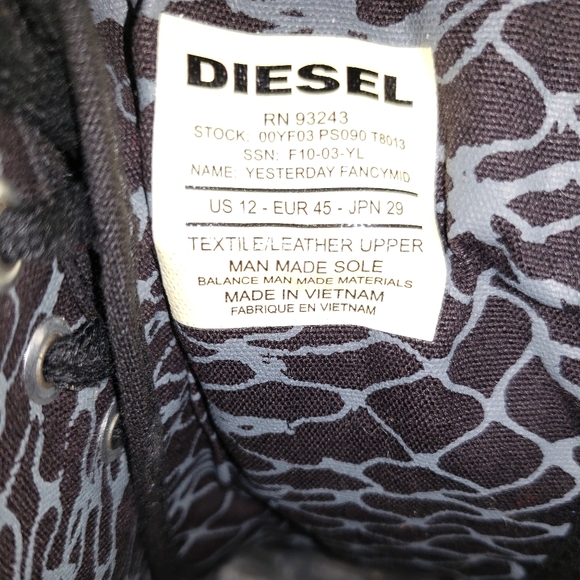 DIESEL
RN 93243
STOCK: 00YF03 PS090 T8013
SSN: F10-03-YL
NAME: YESTERDAY FANCYMID
US 12 - EUR 45 - JPN 29
TEXTILE/LEATHER UPPER
MAN MADE SOLE
BALANCE MAN MADE MATERIALS
MADE IN VIETNAM
FABRIQUE EN VIETNAM